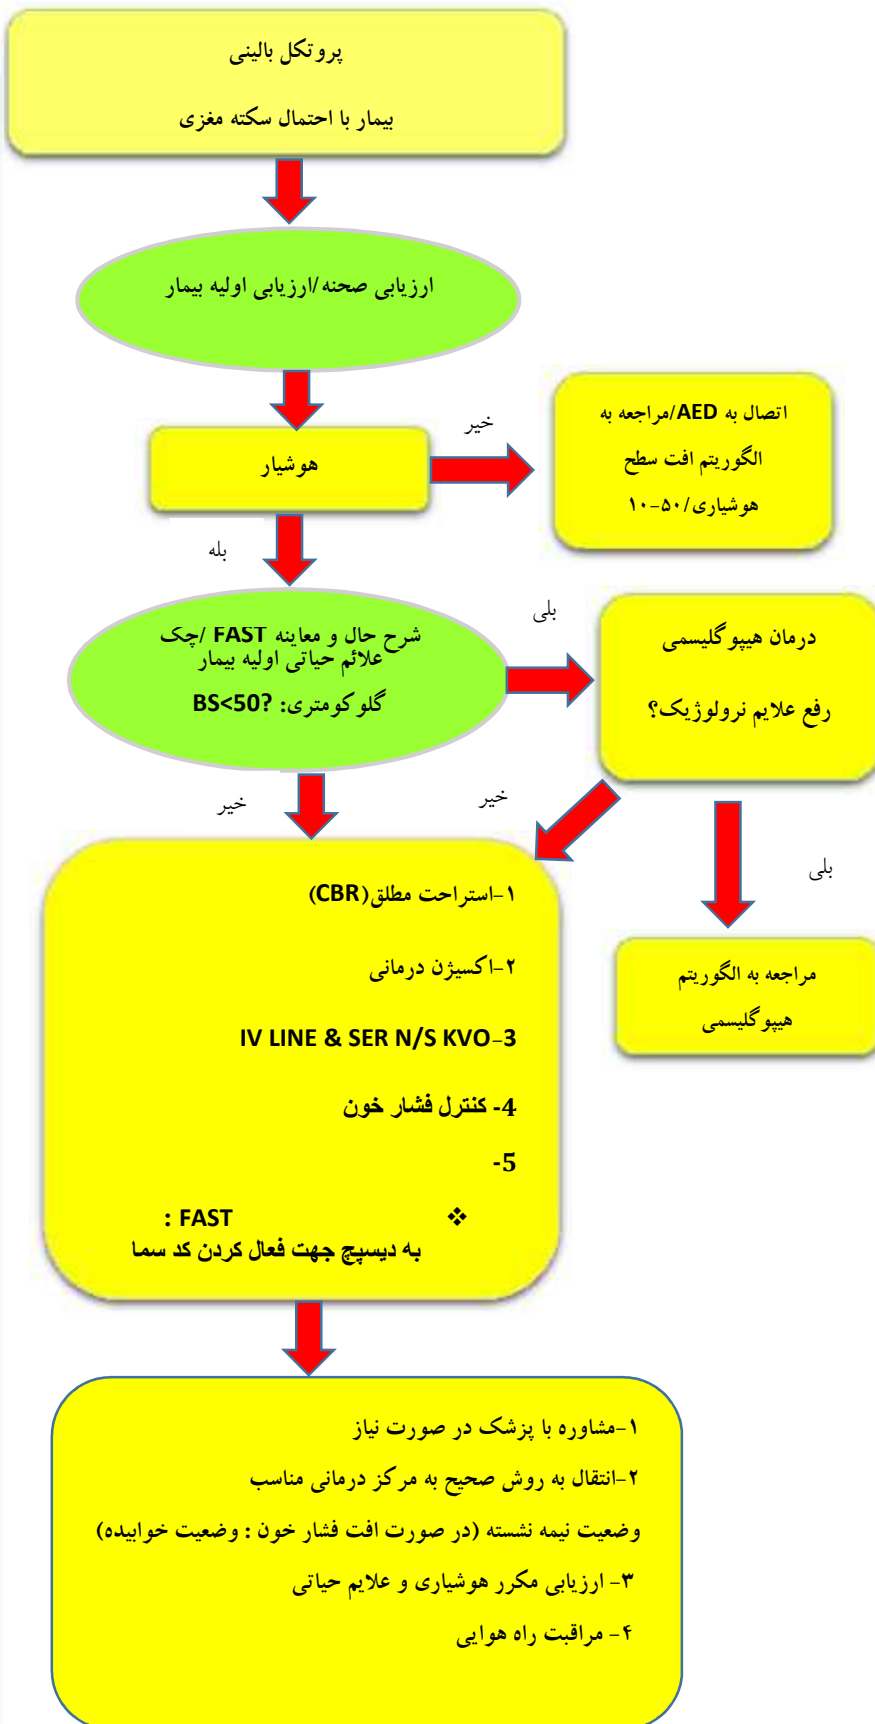 پروتکل بالینی
بیمار با احتمال سکته مغزی
ارزیابی صحنه/ارزیابی اولیه بیمار
هوشیار
خیر
اتصال به AED/مراجعه به
الگوریتم افت سطح
هوشیاری/۵۰-۱۰
بله
شرح حال و معاینه FAST /چک
علائم حیاتی اولیه بیمار
گلوکومتری: BS<50?
بلی
درمان هیپوگلیسمی
رفع علایم نرولوژیک؟
خیر
خیر
بلی
مراجعه به الگوریتم
هیپوگلیسمی
۱-استراحت مطلق(CBR)
۲-اکسیژن درمانی
IV LINE & SER N/S KVO-3
4- کنترل فشار خون
5-
❖ FAST :
به دیسپچ جهت فعال کردن کد سما
۱-مشاوره با پزشک در صورت نیاز
۲-انتقال به روش صحیح به مرکز درمانی مناسب
وضعیت نیمه نشسته (در صورت افت فشار خون : وضعیت خوابیده)
۳- ارزیابی مکرر هوشیاری و علایم حیاتی
۴- مراقبت راه هوایی